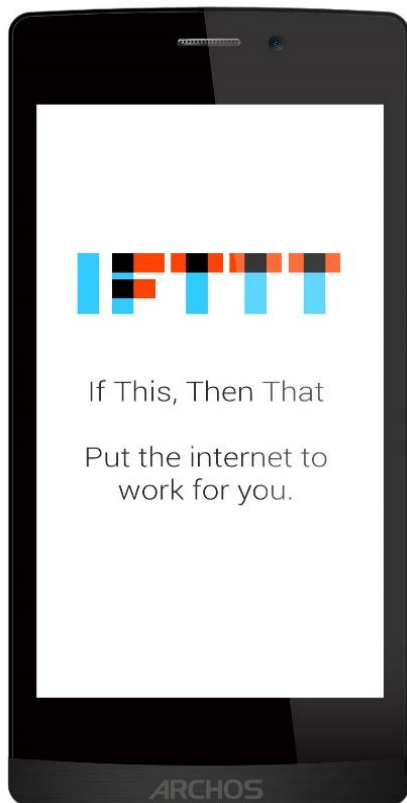 IFTTT
If This, Then That
Put the internet to
work for you.
ARCHOS